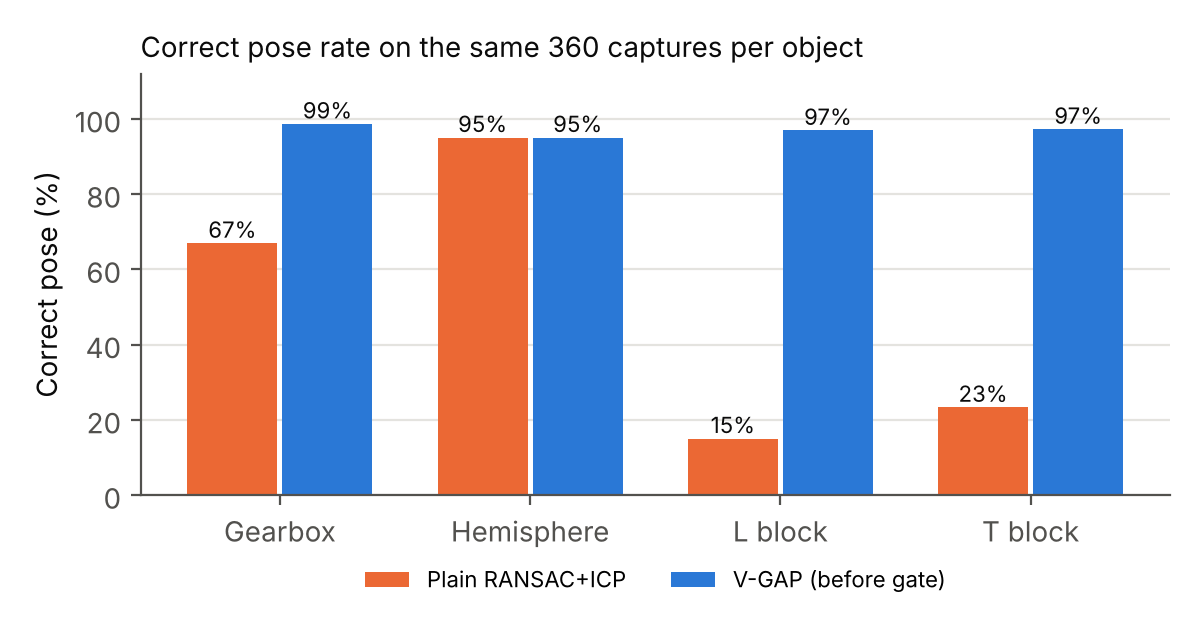 Correct pose rate on the same 360 captures per object
Correct pose (%)
100
80
60
40
20
0
67%
99%
95%
95%
15%
97%
23%
97%
Gearbox
Hemisphere
L block
T block
Plain RANSAC+ICP
V-GAP (before gate)